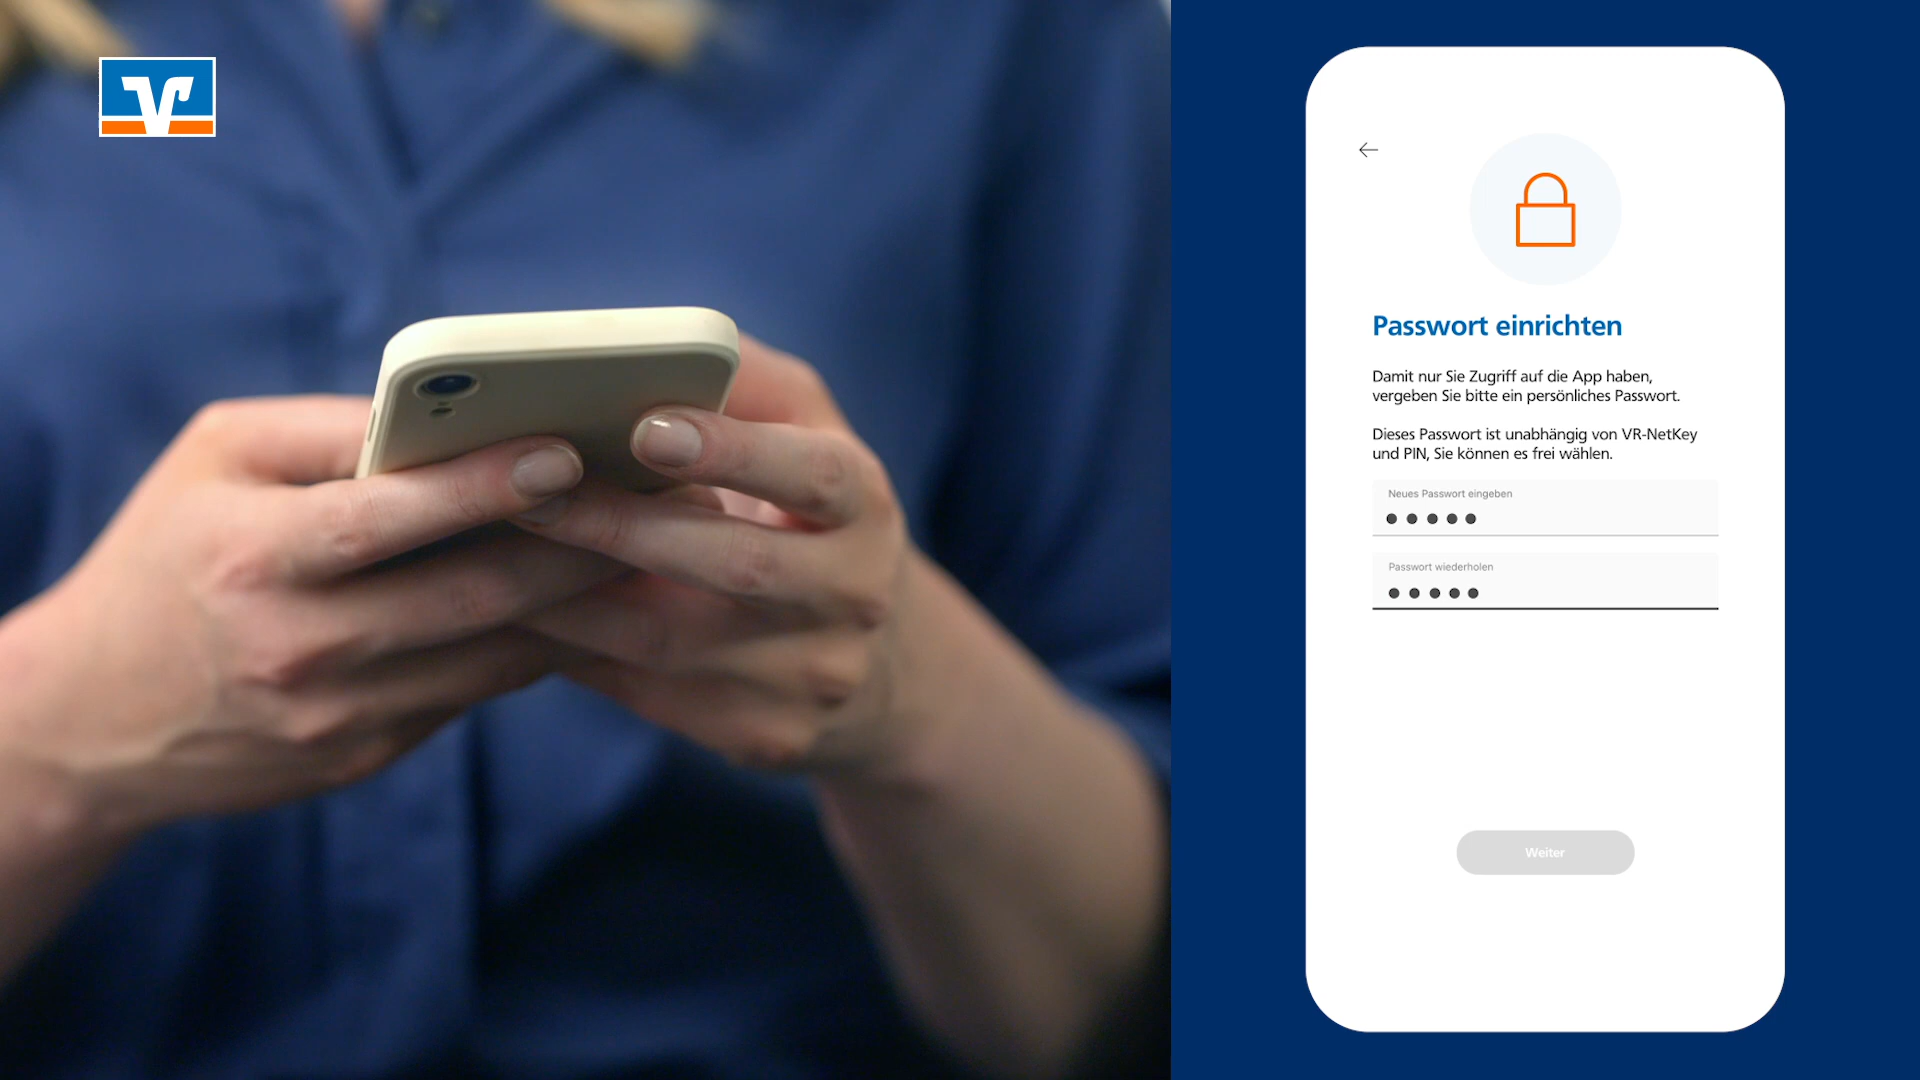 Passwort einrichten
Damit nur Sie Zugriff auf die App haben,
vergeben Sie bitte ein persönliches Passwort.
Dieses Passwort ist unabhängig von VR-NetKey
und PIN, Sie können es frei wählen.
Neues Passwort eingeben
Passwort wiederholen
Weiter